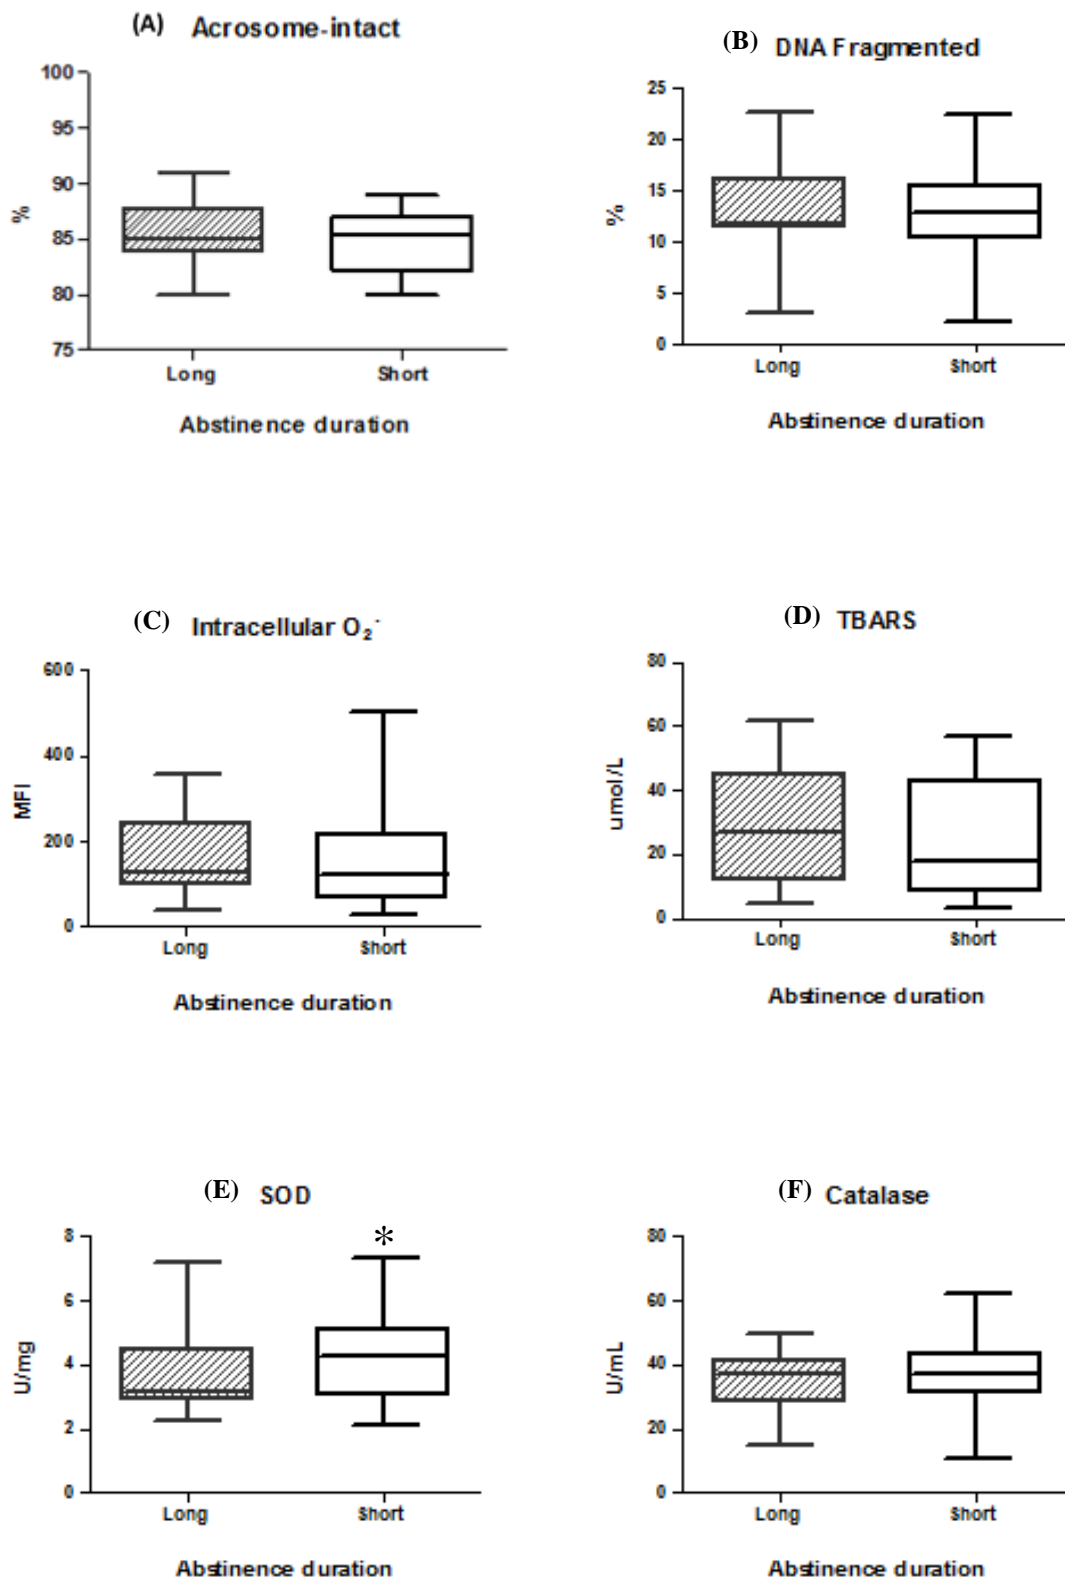 (A) Acrosome-intact
100
95
90
85
80
75
%
Long Short
Abstinence duration
(B) DNA Fragmented
25
20
15
10
5
0
%
Long Short
Abstinence duration
(C) Intracellular O₂⁻
600
400
200
0
MFI
Long Short
Abstinence duration
(D) TBARS
80
60
40
20
0
umol/L
Long Short
Abstinence duration
(E) SOD
8
6
4
2
0
U/mg
*
Long Short
Abstinence duration
(F) Catalase
80
60
40
20
0
U/mL
Long Short
Abstinence duration